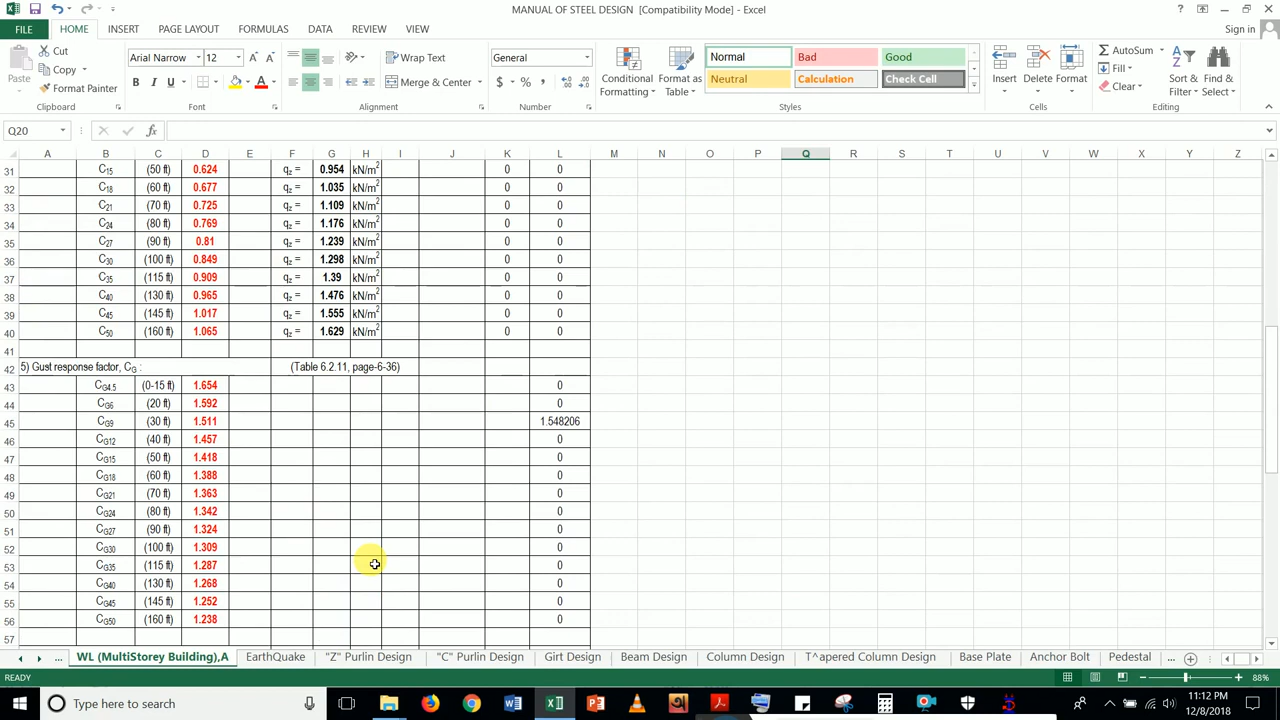 MANUAL OF STEEL DESIGN [Compatibility Mode] - Excel
Sign in
FILE HOME INSERT PAGE LAYOUT FORMULAS DATA REVIEW VIEW
Paste
Cut
Copy
Format Painter
Clipboard
Arial Narrow 12
B I U
Font
Wrap Text
Merge & Center
Alignment
General
$ % ,
Number
Conditional Formatting
Format as Table
Normal Bad Good
Neutral Calculation Check Cell
Styles
Insert Delete Format
Cells
AutoSum
Fill
Clear
Sort & Filter
Find & Select
Editing
Q20
fx
A B C D E F G H I J K L M N O P Q R S T U V W X Y Z
31 C15 (50 ft) 0.624 qz = 0.954 kN/m2 0 0
32 C18 (60 ft) 0.677 qz = 1.035 kN/m2 0 0
33 C21 (70 ft) 0.725 qz = 1.109 kN/m2 0 0
34 C24 (80 ft) 0.769 qz = 1.176 kN/m2 0 0
35 C27 (90 ft) 0.81 qz = 1.239 kN/m2 0 0
36 C30 (100 ft) 0.849 qz = 1.298 kN/m2 0 0
37 C35 (115 ft) 0.909 qz = 1.39 kN/m2 0 0
38 C40 (130 ft) 0.965 qz = 1.476 kN/m2 0 0
39 C45 (145 ft) 1.017 qz = 1.555 kN/m2 0 0
40 C50 (160 ft) 1.065 qz = 1.629 kN/m2 0 0
41
42 5) Gust response factor, CG : (Table 6.2.11, page-6-36)
43 CG4.5 (0-15 ft) 1.654 0
44 CG6 (20 ft) 1.592 0
45 CG9 (30 ft) 1.511 1.548206
46 CG12 (40 ft) 1.457 0
47 CG15 (50 ft) 1.418 0
48 CG18 (60 ft) 1.388 0
49 CG21 (70 ft) 1.363 0
50 CG24 (80 ft) 1.342 0
51 CG27 (90 ft) 1.324 0
52 CG30 (100 ft) 1.309 0
53 CG35 (115 ft) 1.287 0
54 CG40 (130 ft) 1.268 0
55 CG45 (145 ft) 1.252 0
56 CG50 (160 ft) 1.238 0
57
... WL (MultiStorey Building),A EarthQuake "Z" Purlin Design "C" Purlin Design Girt Design Beam Design Column Design T^apered Column Design Base Plate Anchor Bolt Pedestal ...
READY
88%
Type here to search
11:12 PM
12/8/2018